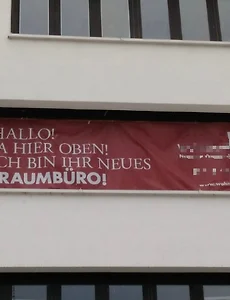 HALLO!
A HIER OBEN!
CH BIN IHR NEUES
RAUMBÜRO!